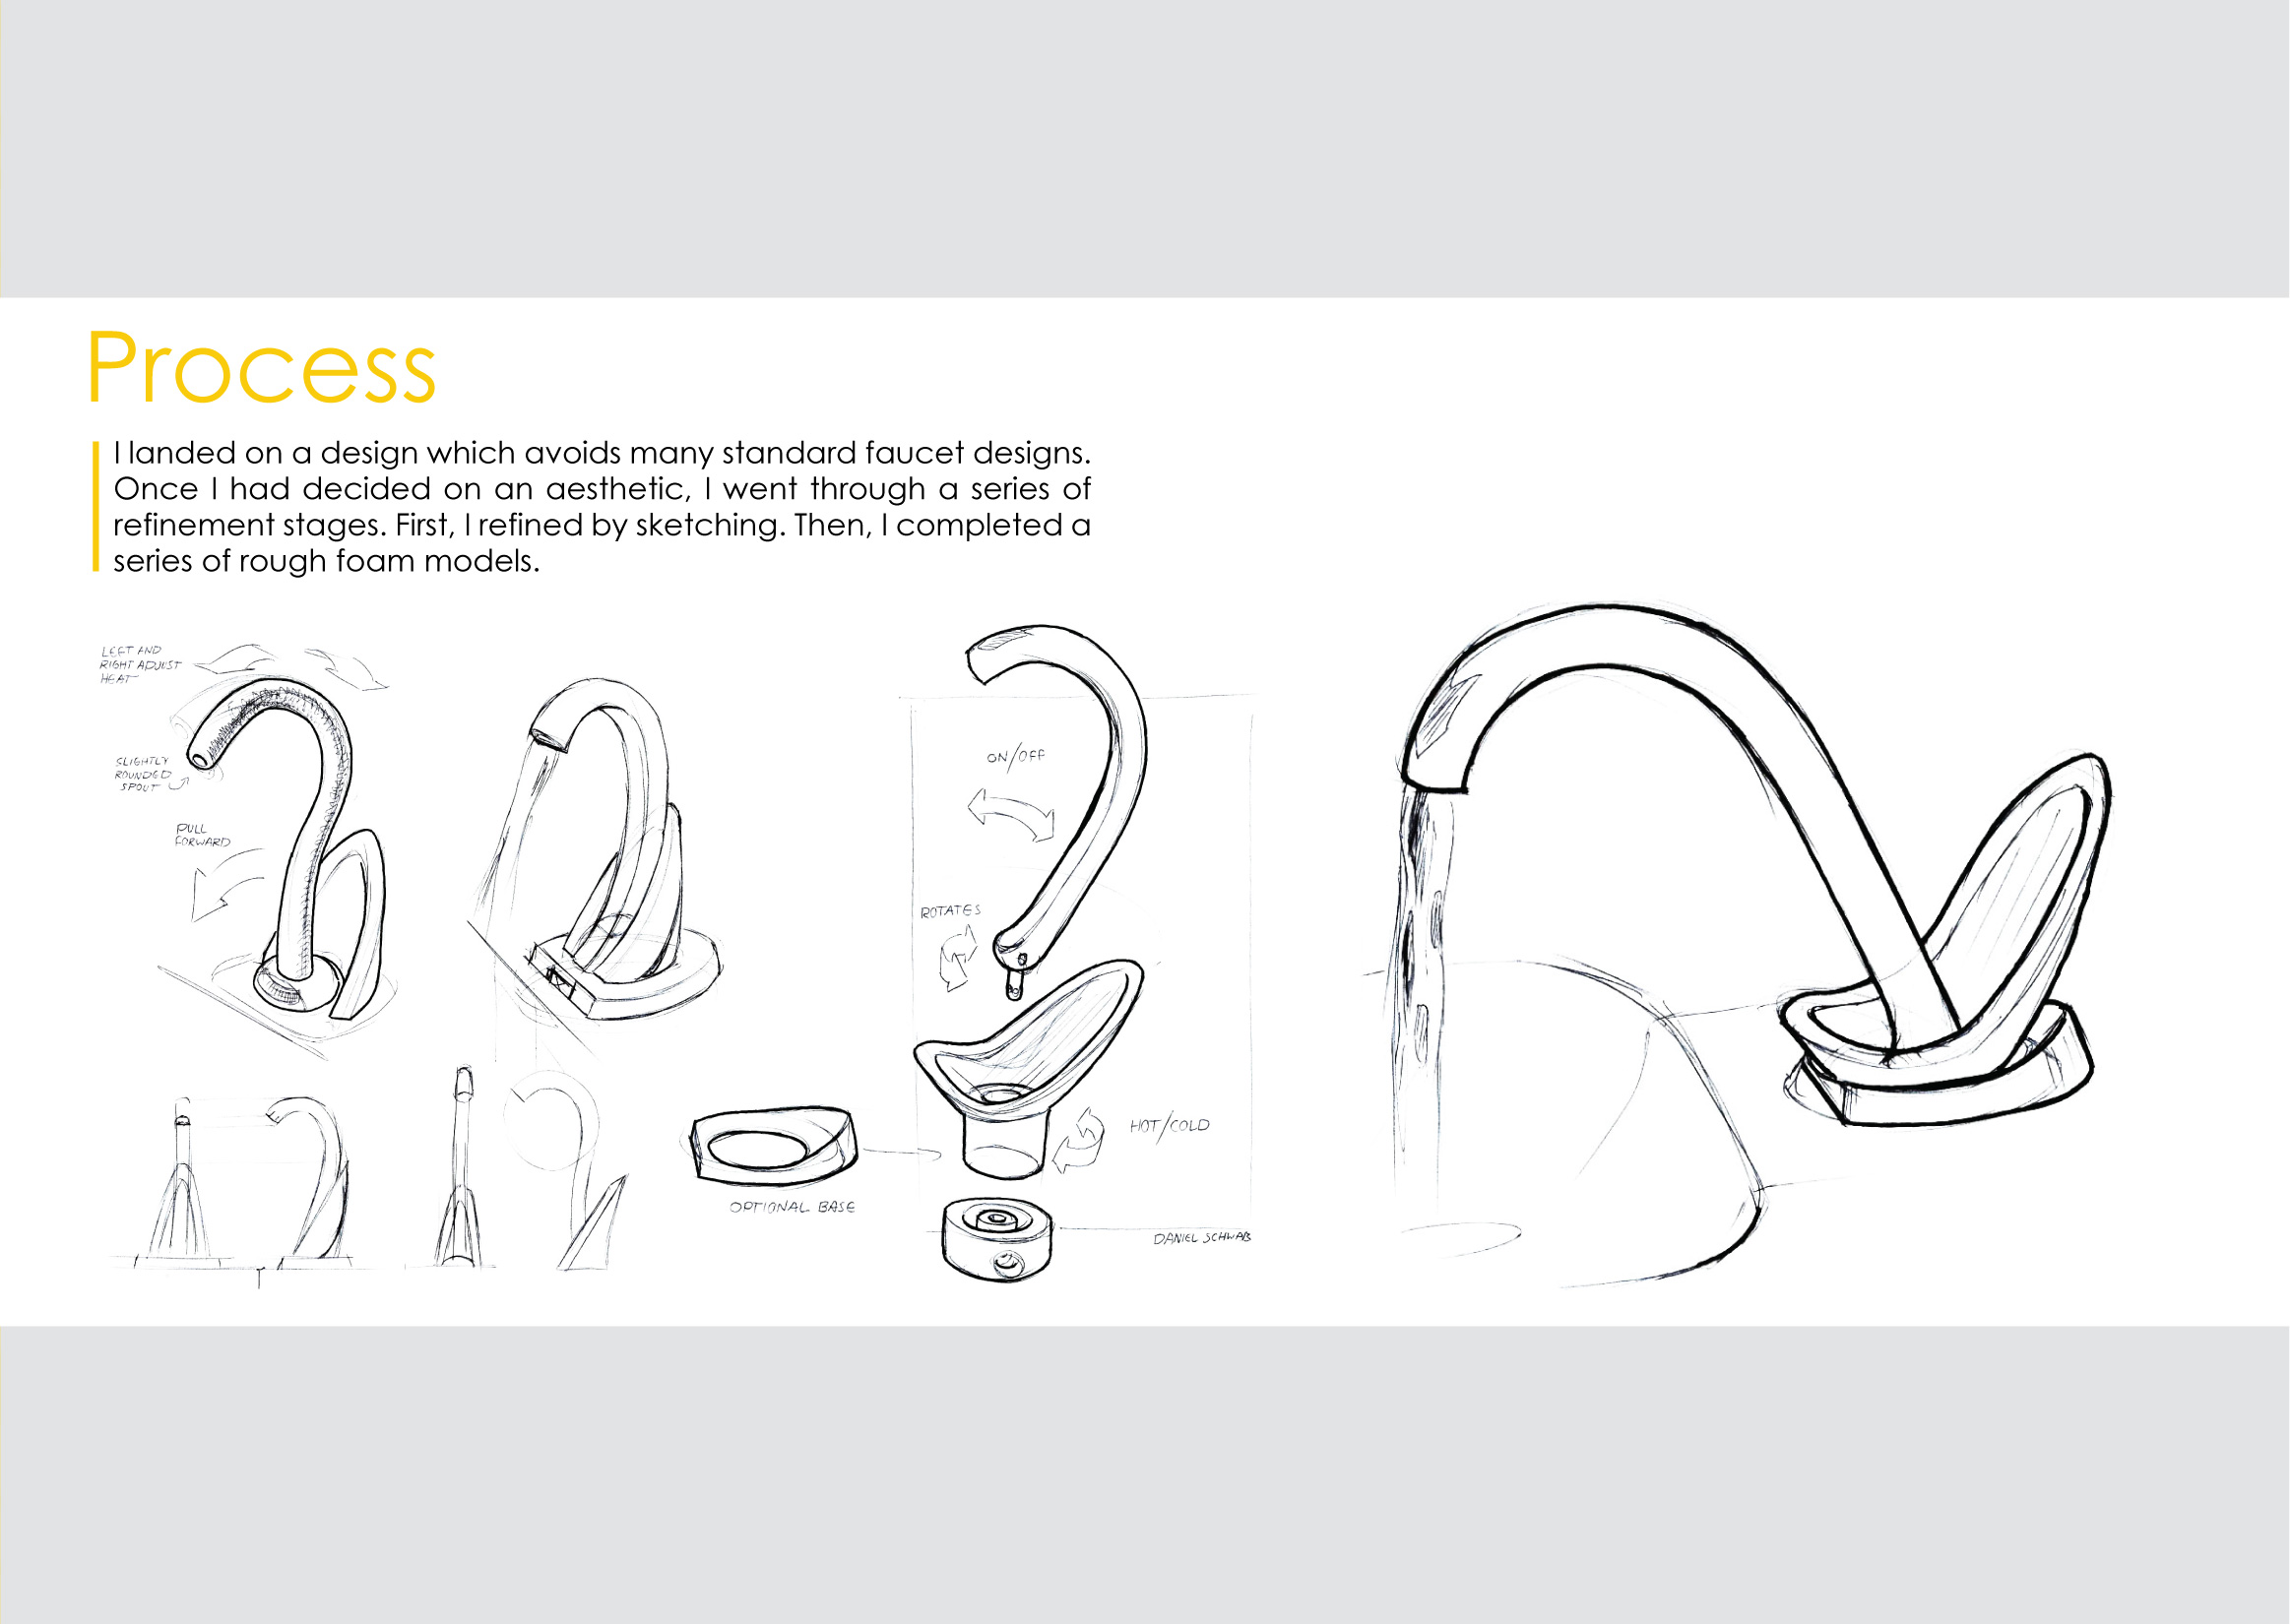 Process
I landed on a design which avoids many standard faucet designs.
Once I had decided on an aesthetic, I went through a series of
refinement stages. First, I refined by sketching. Then, I completed a
series of rough foam models.
LEFT AND
RIGHT ADJUST
HEAT
SLIGHTLY
ROUNDED
SPOUT
PULL
FORWARD
ON/OFF
ROTATES
HOT/COLD
OPTIONAL BASE
DANIEL SCHWAB